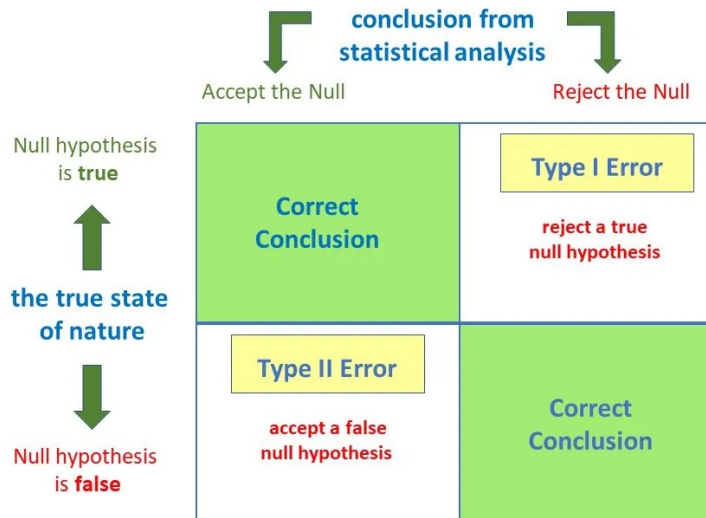 conclusion from
statistical analysis
Accept the Null
Reject the Null
Null hypothesis
is true
Correct
Conclusion
Type I Error
reject a true
null hypothesis
the true state
of nature
Type II Error
accept a false
null hypothesis
Correct
Conclusion
Null hypothesis
is false